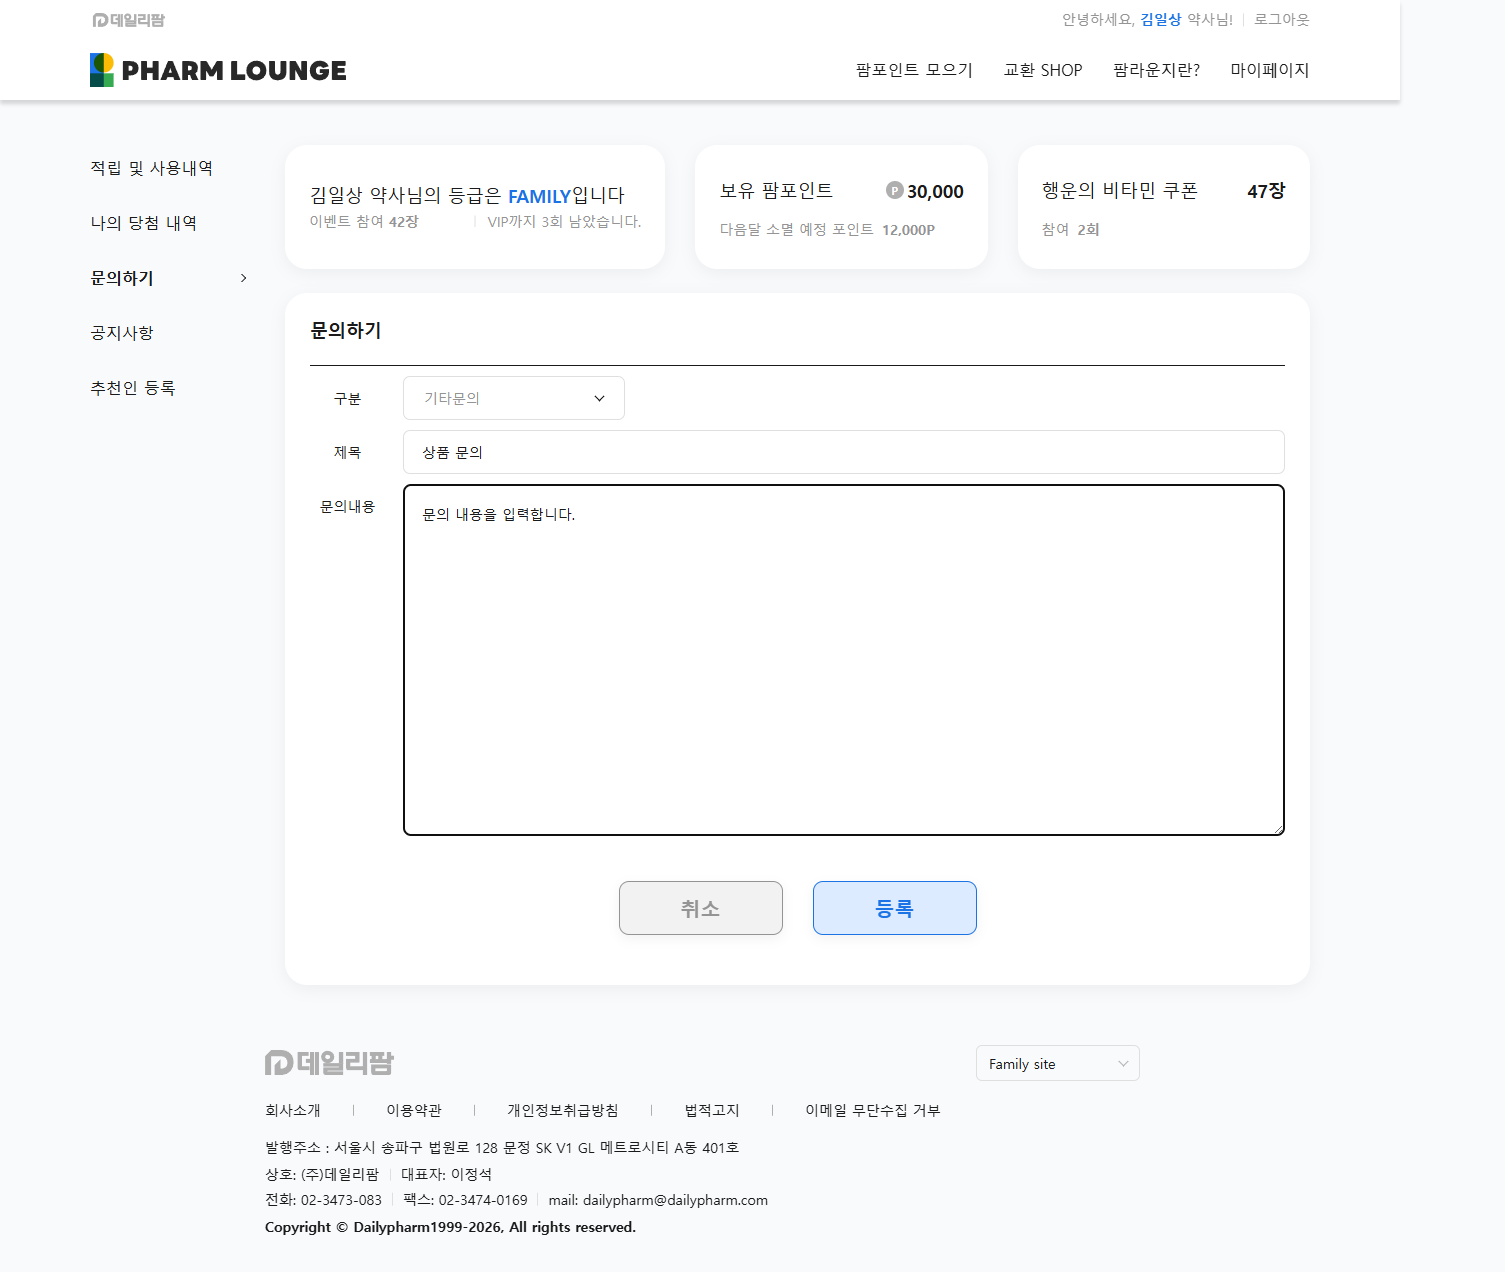 데일리팜
안녕하세요, 김일상 약사님! 로그아웃
PHARM LOUNGE
팜포인트 모으기 교환 SHOP 팜라운지란? 마이페이지
적립 및 사용내역
나의 당첨 내역
문의하기
공지사항
추천인 등록
김일상 약사님의 등급은 FAMILY입니다
이벤트 참여 42장 VIP까지 3회 남았습니다.
보유 팜포인트 P 30,000
다음달 소멸 예정 포인트 12,000P
행운의 비타민 쿠폰 47장
참여 2회
문의하기
구분 기타문의
제목 상품 문의
문의내용 문의 내용을 입력합니다.
취소 등록
데일리팜
Family site
회사소개 이용약관 개인정보취급방침 법적고지 이메일 무단수집 거부
발행주소 : 서울시 송파구 법원로 128 문정 SK V1 GL 메트로시티 A동 401호
상호: (주)데일리팜 대표자: 이정석
전화: 02-3473-083 팩스: 02-3474-0169 mail: dailypharm@dailypharm.com
Copyright © Dailypharm1999-2026, All rights reserved.